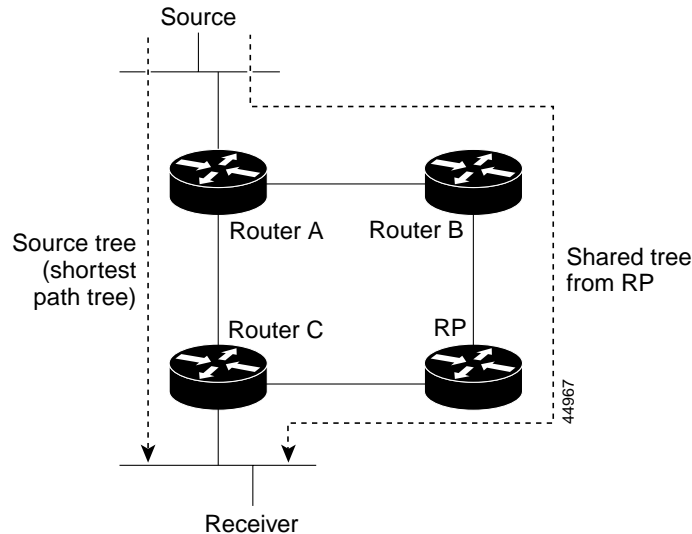 Source
Router A
Router B
Source tree
(shortest
path tree)
Shared tree
from RP
Router C
RP
44967
Receiver